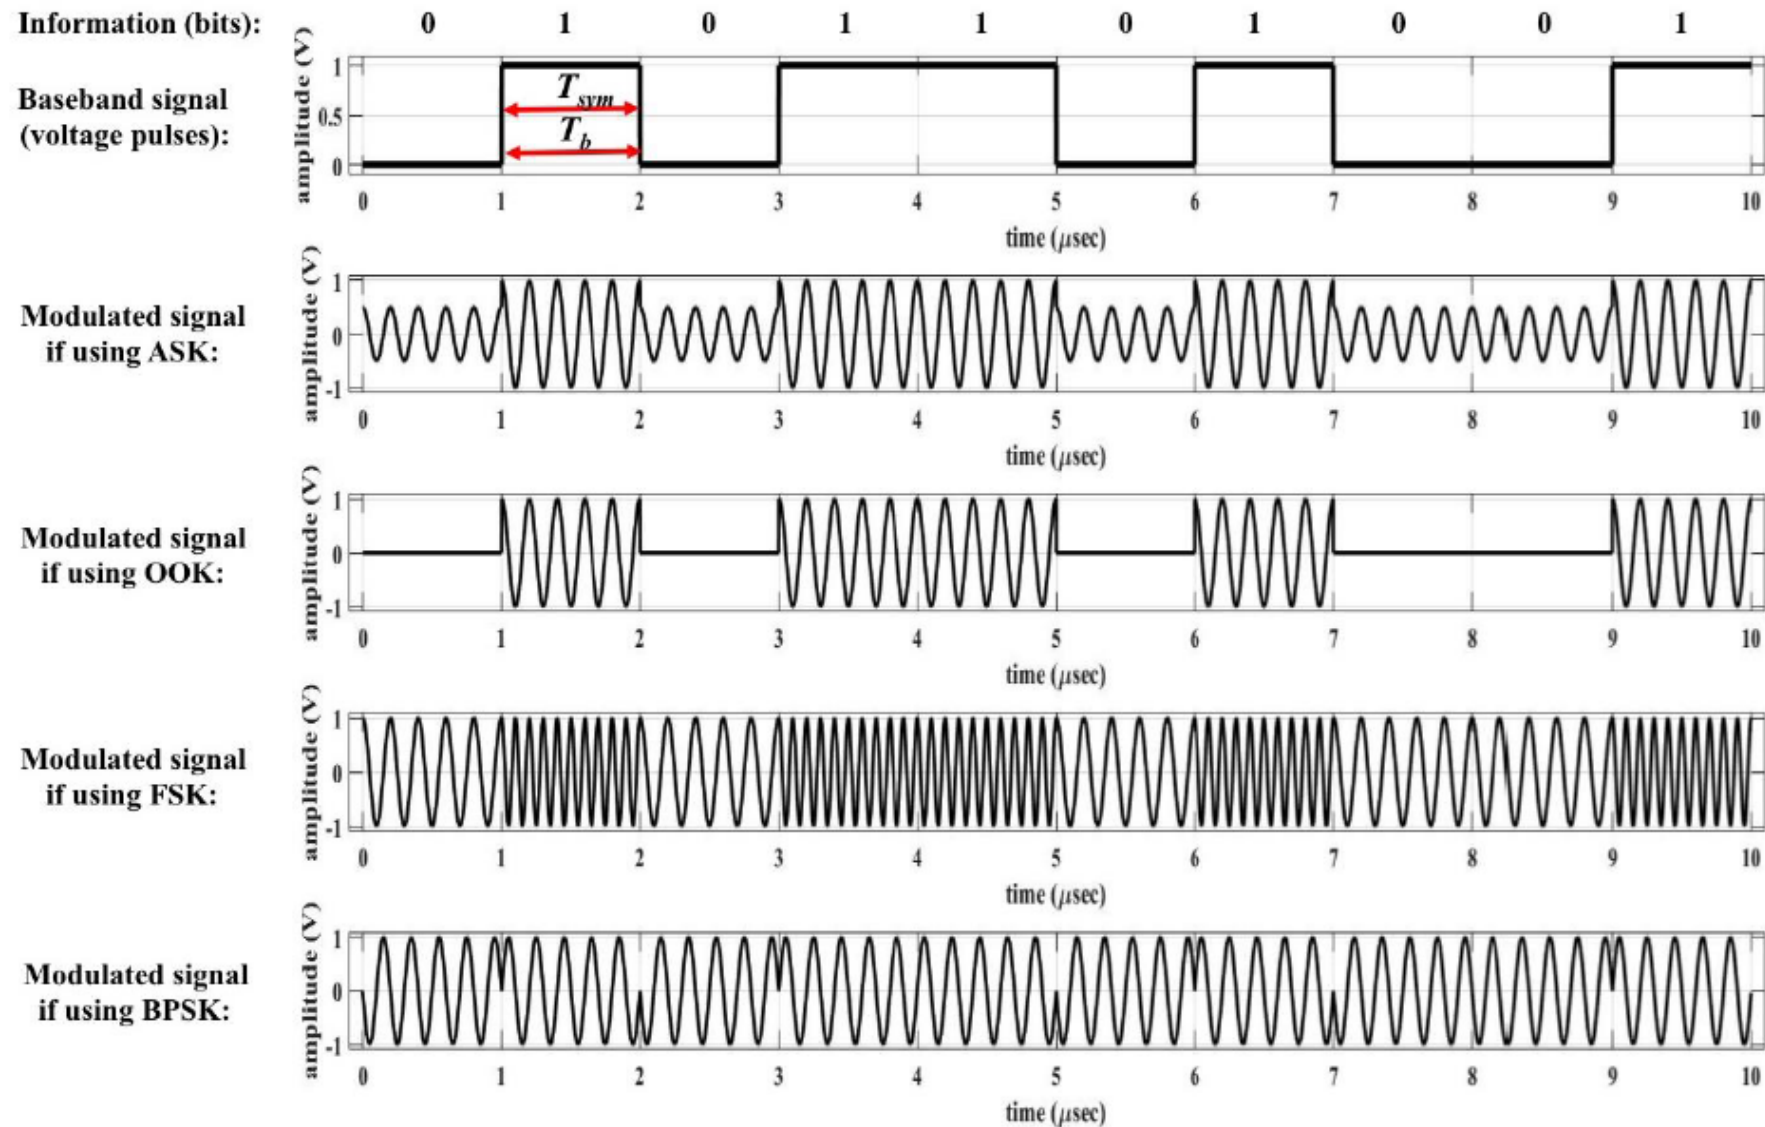 Information (bits): 0 1 0 1 1 0 1 0 0 1
Baseband signal
(voltage pulses):
amplitude (V)
1
0.5
0
T_sym
T_b
0 1 2 3 4 5 6 7 8 9 10
time (μsec)
Modulated signal
if using ASK:
amplitude (V)
1
0
-1
0 1 2 3 4 5 6 7 8 9 10
time (μsec)
Modulated signal
if using OOK:
amplitude (V)
1
0
-1
0 1 2 3 4 5 6 7 8 9 10
time (μsec)
Modulated signal
if using FSK:
amplitude (V)
1
0
-1
0 1 2 3 4 5 6 7 8 9 10
time (μsec)
Modulated signal
if using BPSK:
amplitude (V)
1
0
-1
0 1 2 3 4 5 6 7 8 9 10
time (μsec)